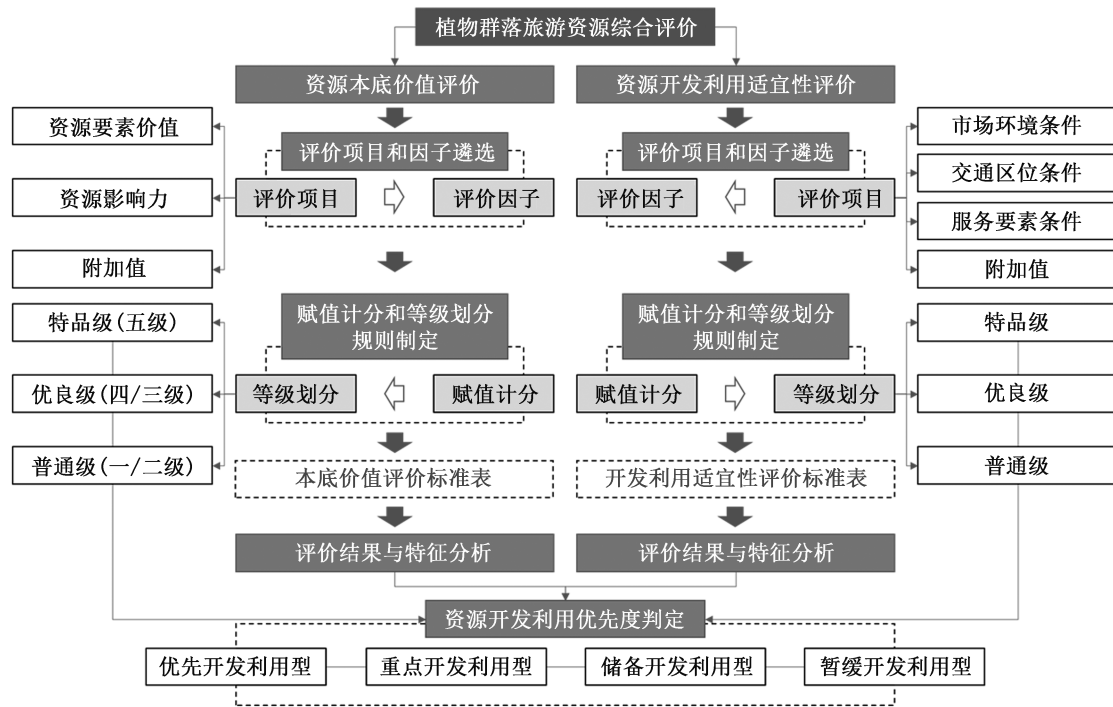 植物群落旅游资源综合评价
资源本底价值评价
资源开发利用适宜性评价
资源要素价值
评价项目和因子遴选
评价项目和因子遴选
市场环境条件
资源影响力
评价项目
评价因子
评价因子
评价项目
交通区位条件
服务要素条件
附加值
附加值
特品级(五级)
赋值计分和等级划分
规则制定
赋值计分和等级划分
规则制定
特品级
优良级(四/三级)
等级划分
赋值计分
赋值计分
等级划分
优良级
普通级(一/二级)
本底价值评价标准表
开发利用适宜性评价标准表
普通级
评价结果与特征分析
评价结果与特征分析
资源开发利用优先度判定
优先开发利用型
重点开发利用型
储备开发利用型
暂缓开发利用型